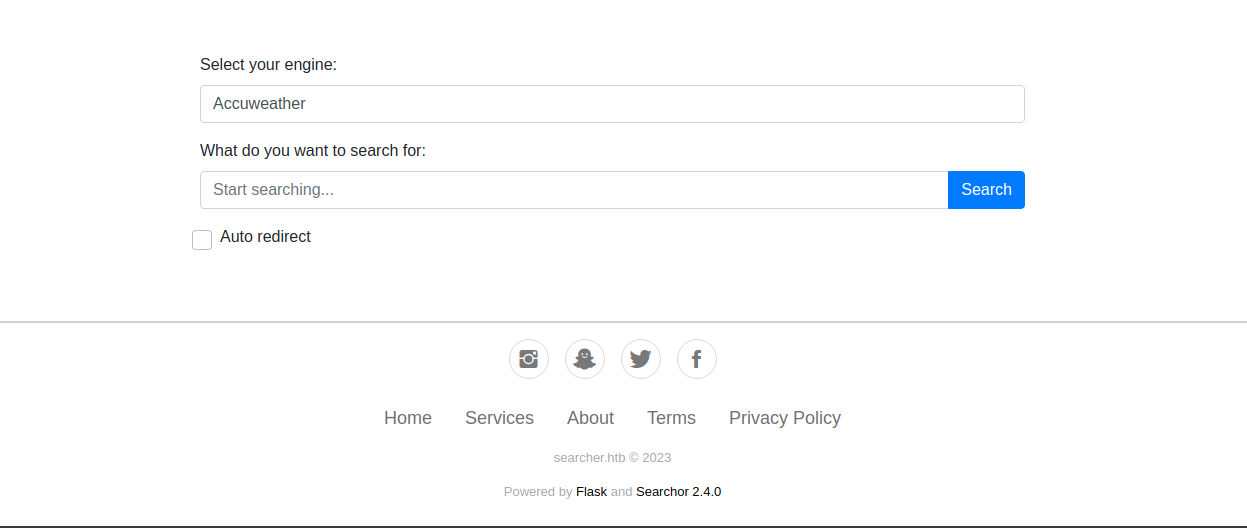 Select your engine:
Accuweather
What do you want to search for:
Start searching...
Search
Auto redirect
Home Services About Terms Privacy Policy
searcher.htb © 2023
Powered by Flask and Searchor 2.4.0